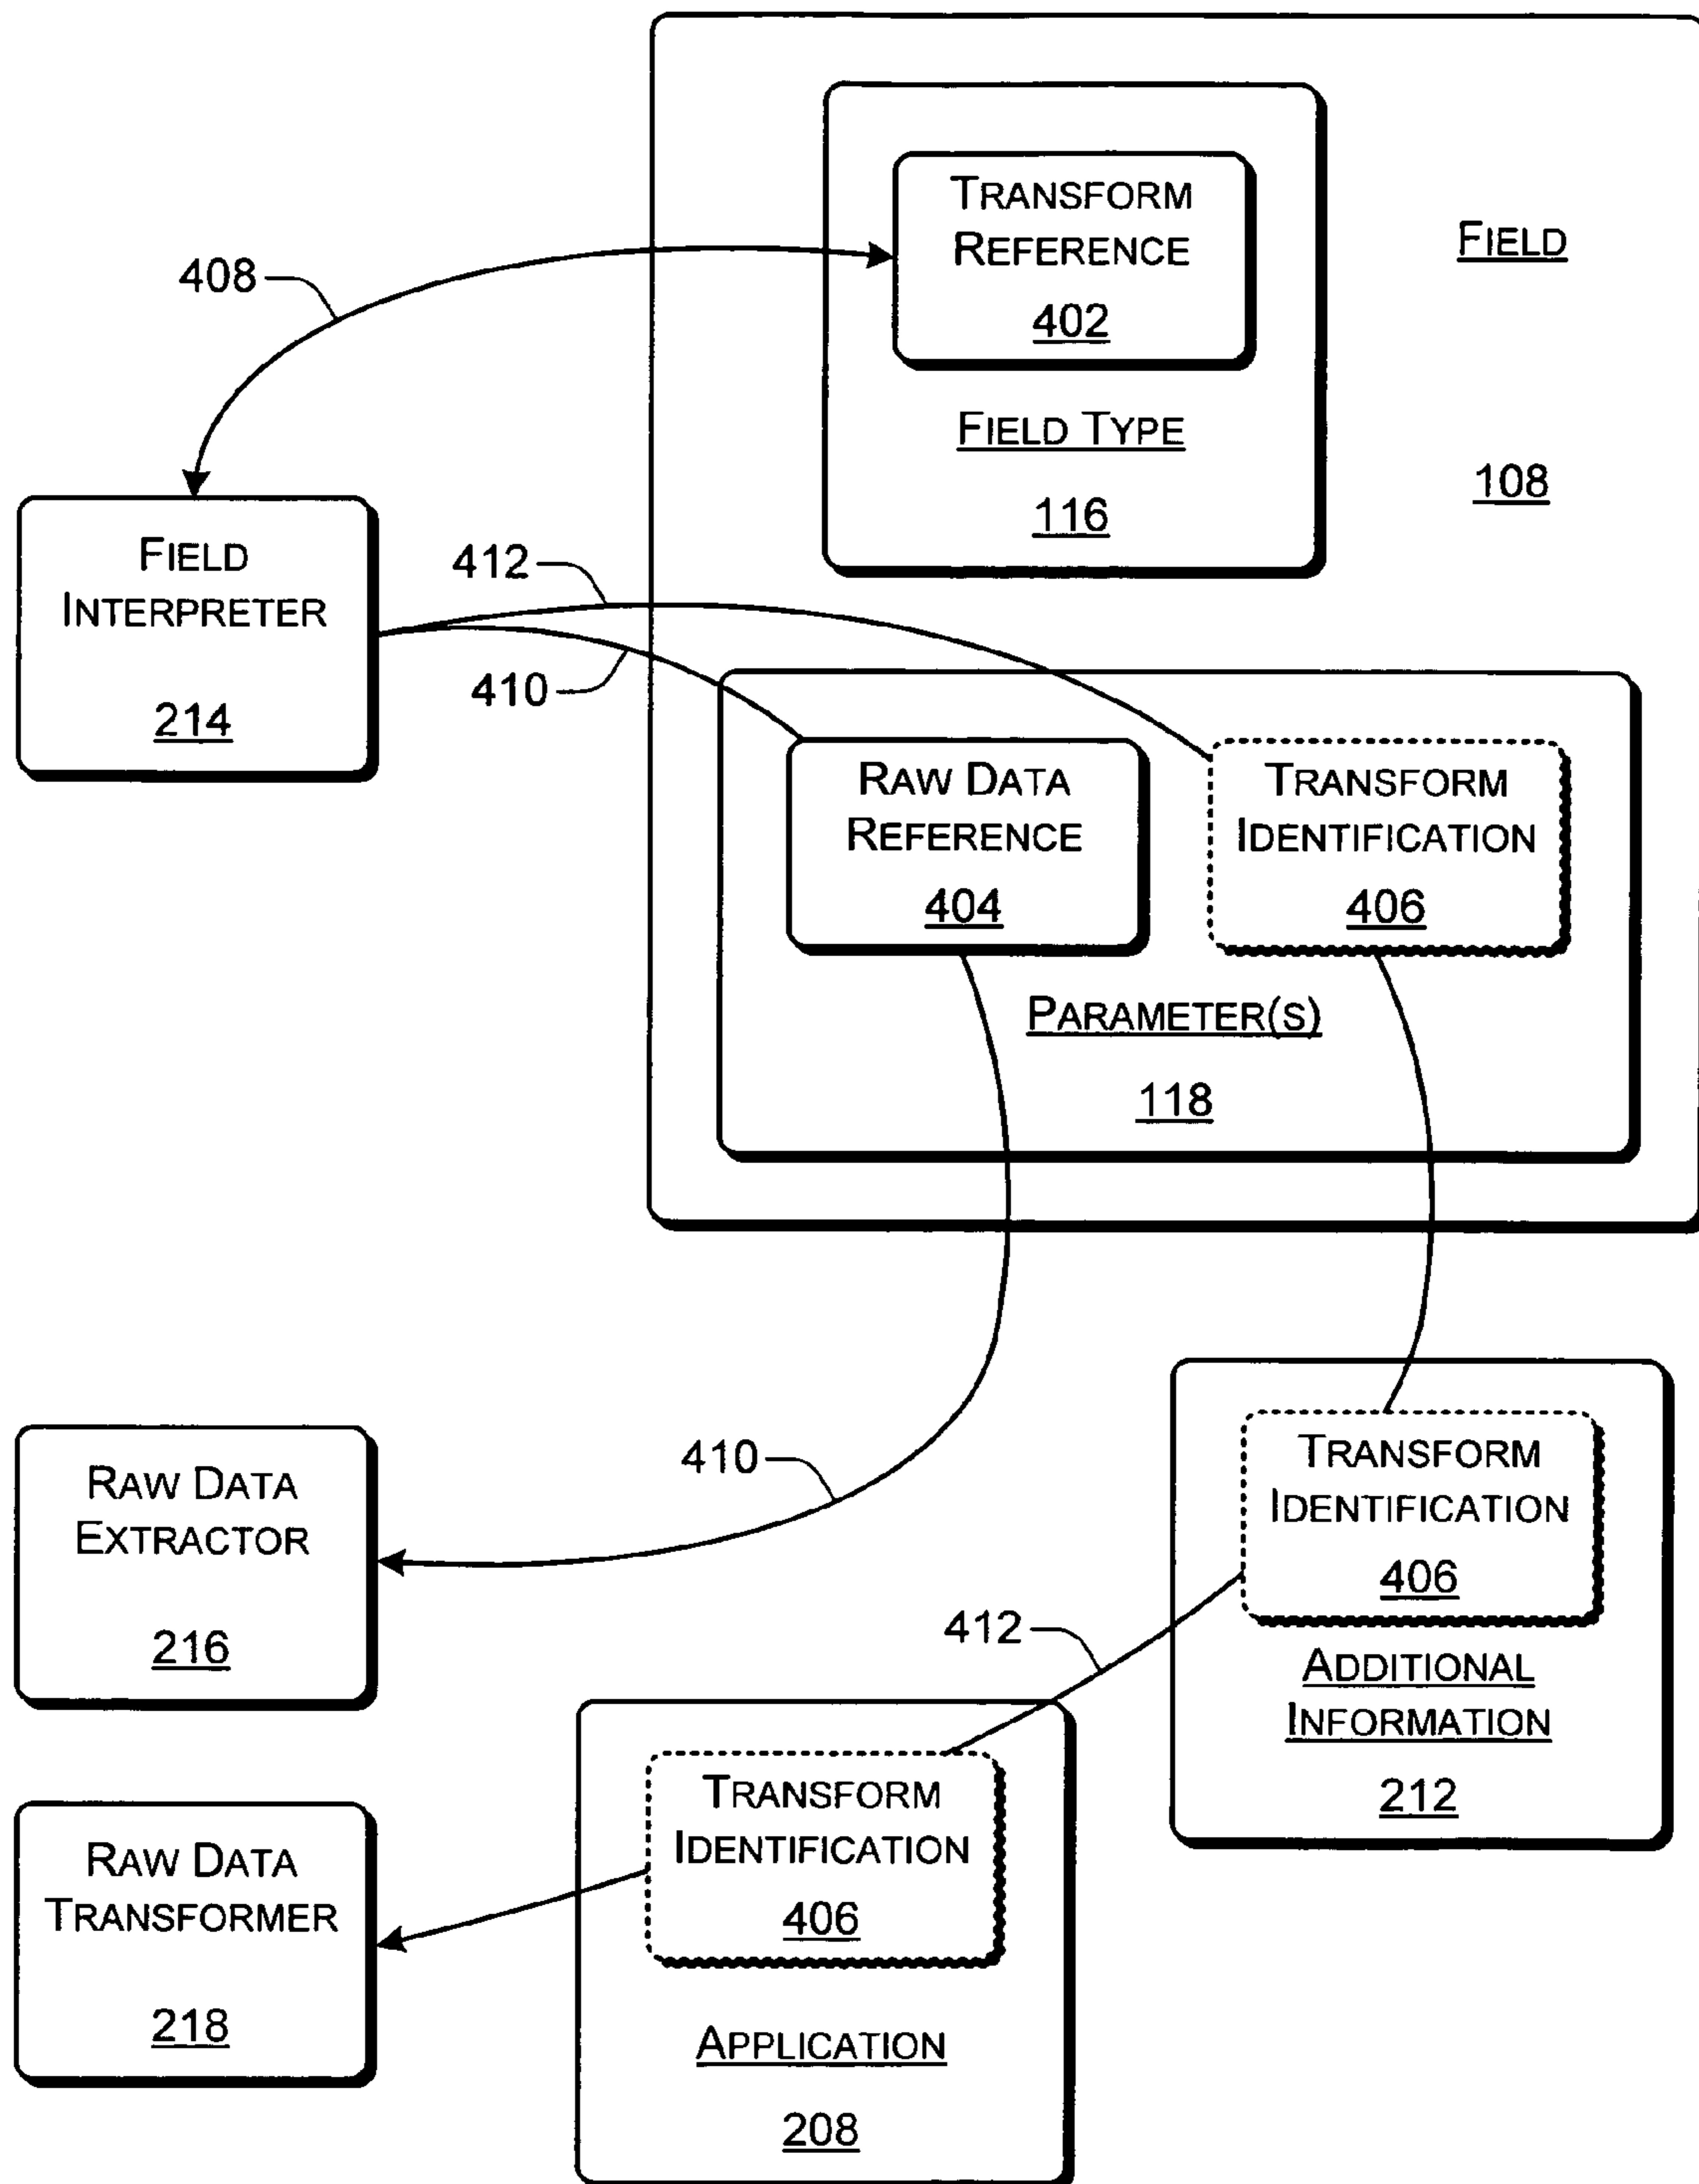 TRANSFORM
REFERENCE
402
FIELD TYPE
116
FIELD
108
408
FIELD
INTERPRETER
214
412
410
RAW DATA
REFERENCE
404
TRANSFORM
IDENTIFICATION
406
PARAMETER(S)
118
RAW DATA
EXTRACTOR
216
410
TRANSFORM
IDENTIFICATION
406
ADDITIONAL
INFORMATION
212
412
RAW DATA
TRANSFORMER
218
TRANSFORM
IDENTIFICATION
406
APPLICATION
208